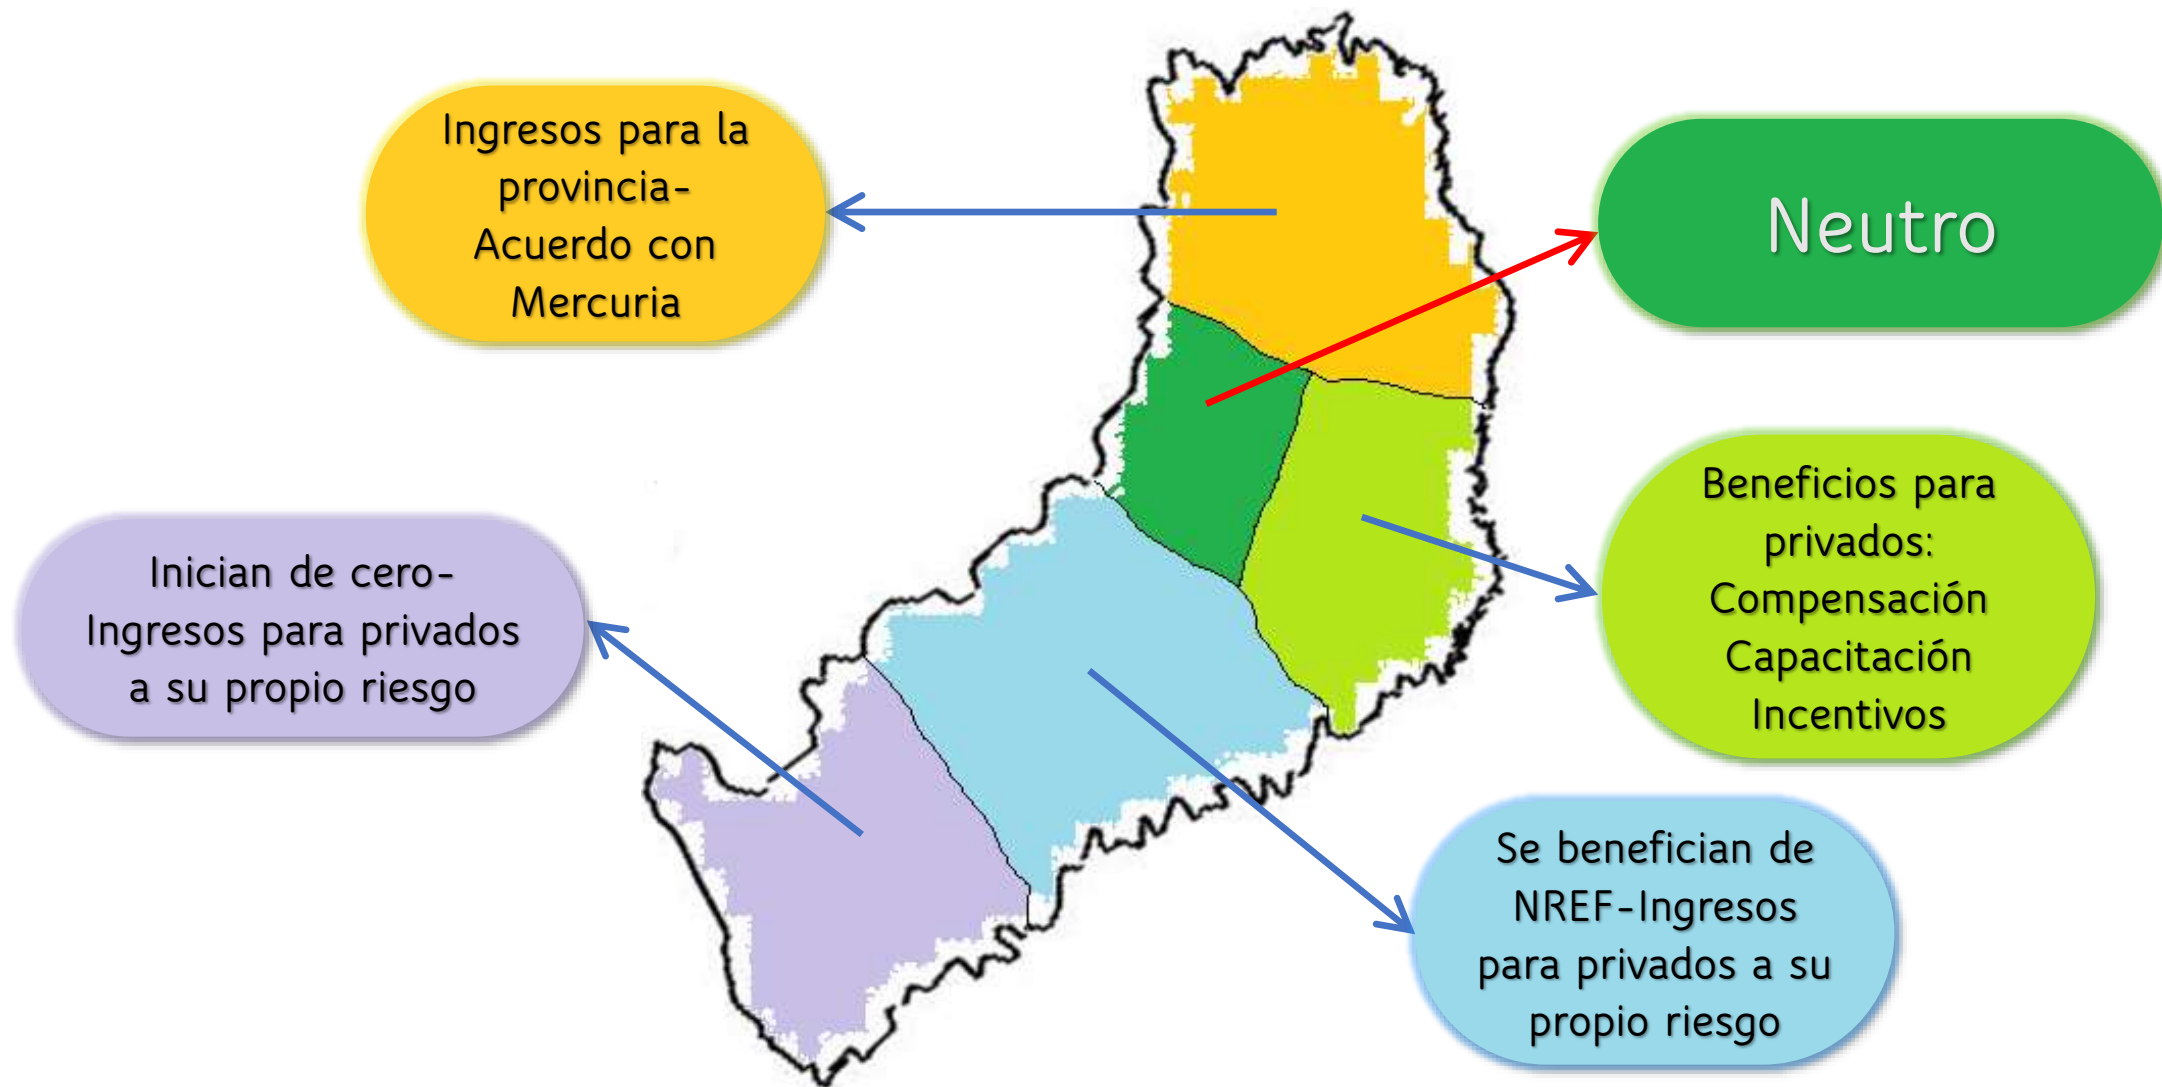 Ingresos para la
provincia-
Acuerdo con
Mercuria
Neutro
Beneficios para
privados:
Compensación
Capacitación
Incentivos
Inician de cero-
Ingresos para privados
a su propio riesgo
Se benefician de
NREF-Ingresos
para privados a su
propio riesgo